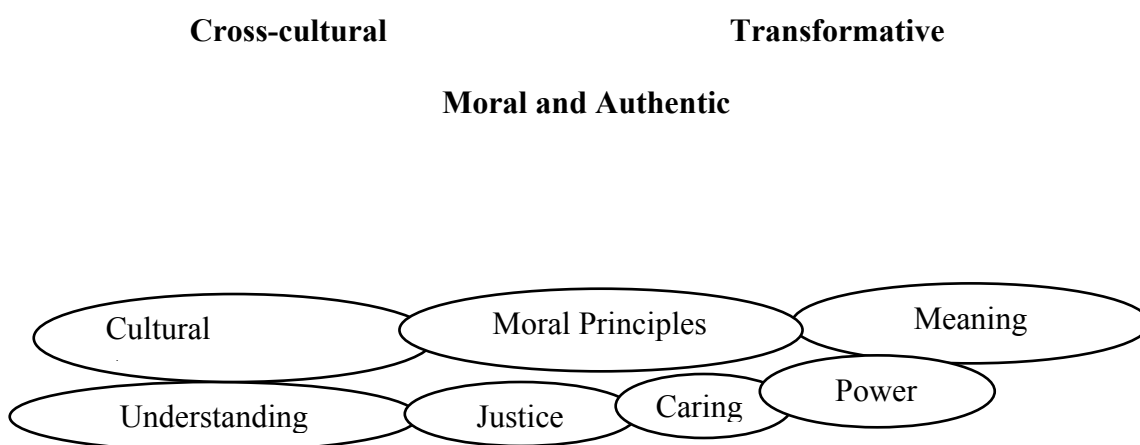 Cross-cultural Transformative
Moral and Authentic
Cultural Moral Principles Meaning
Understanding Justice Caring Power